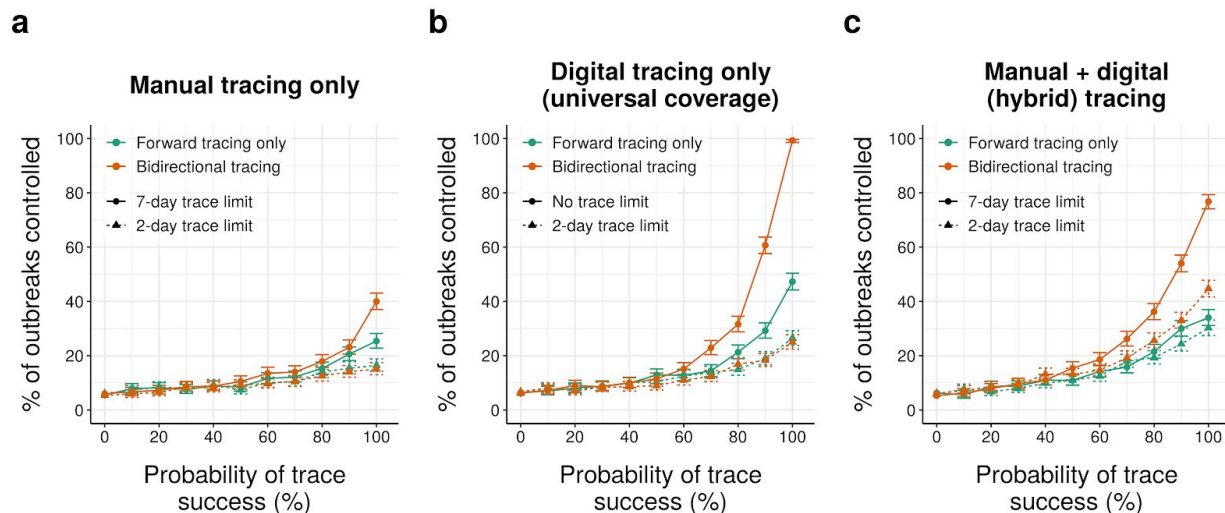 a
Manual tracing only
% of outbreaks controlled
100
80
60
40
20
0
Forward tracing only
Bidirectional tracing
7-day trace limit
2-day trace limit
0 20 40 60 80 100
Probability of trace
success (%)
b
Digital tracing only
(universal coverage)
% of outbreaks controlled
100
80
60
40
20
0
Forward tracing only
Bidirectional tracing
No trace limit
2-day trace limit
0 20 40 60 80 100
Probability of trace
success (%)
c
Manual + digital
(hybrid) tracing
% of outbreaks controlled
100
80
60
40
20
0
Forward tracing only
Bidirectional tracing
7-day trace limit
2-day trace limit
0 20 40 60 80 100
Probability of trace
success (%)